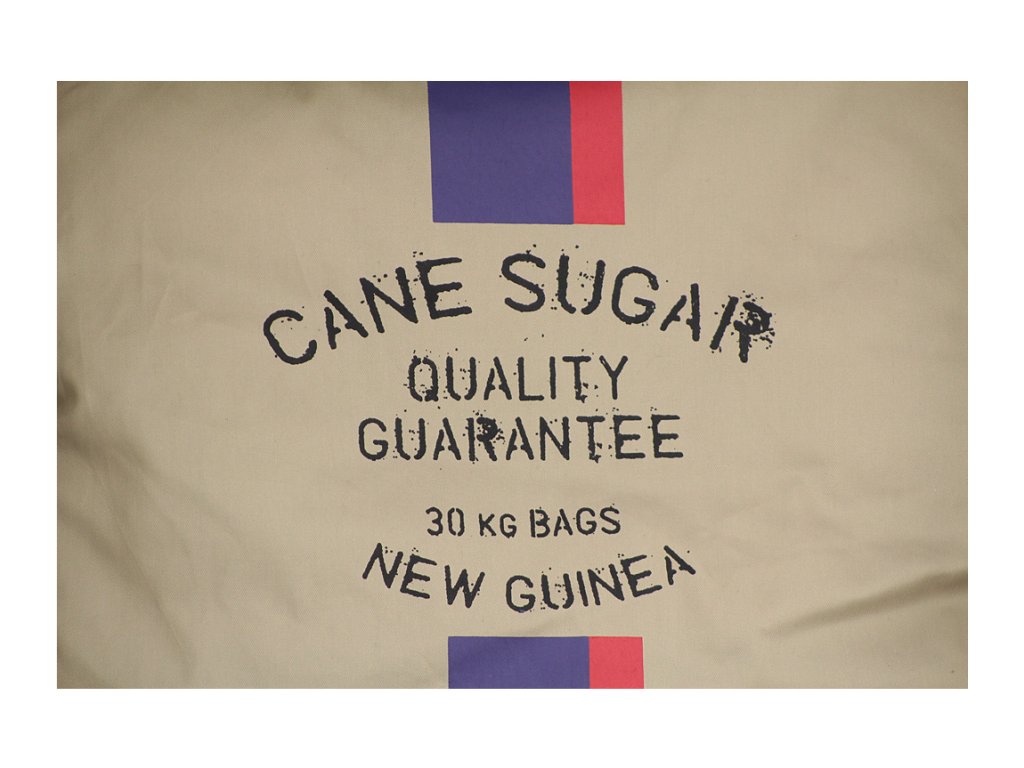 CANE SUGAR
QUALITY
GUARANTEE
30 KG BAGS
NEW GUINEA